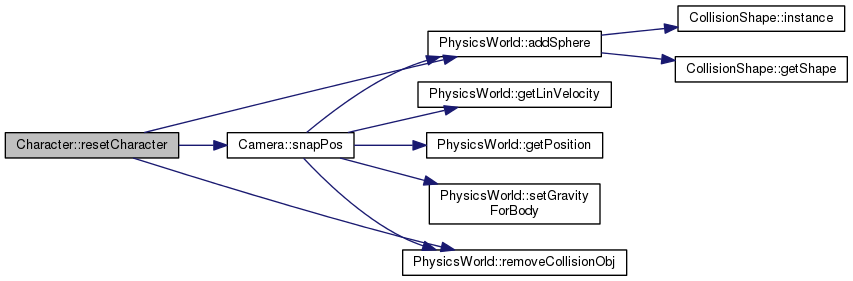 CollisionShape::instance
PhysicsWorld::addSphere
CollisionShape::getShape
PhysicsWorld::getLinVelocity
Character::resetCharacter
Camera::snapPos
PhysicsWorld::getPosition
PhysicsWorld::setGravity
ForBody
PhysicsWorld::removeCollisionObj